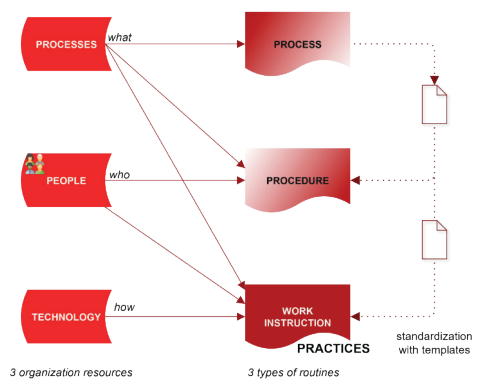 PROCESSES
what
PROCESS
PEOPLE
who
PROCEDURE
TECHNOLOGY
how
WORK
INSTRUCTION
PRACTICES
standardization
with templates
3 organization resources
3 types of routines